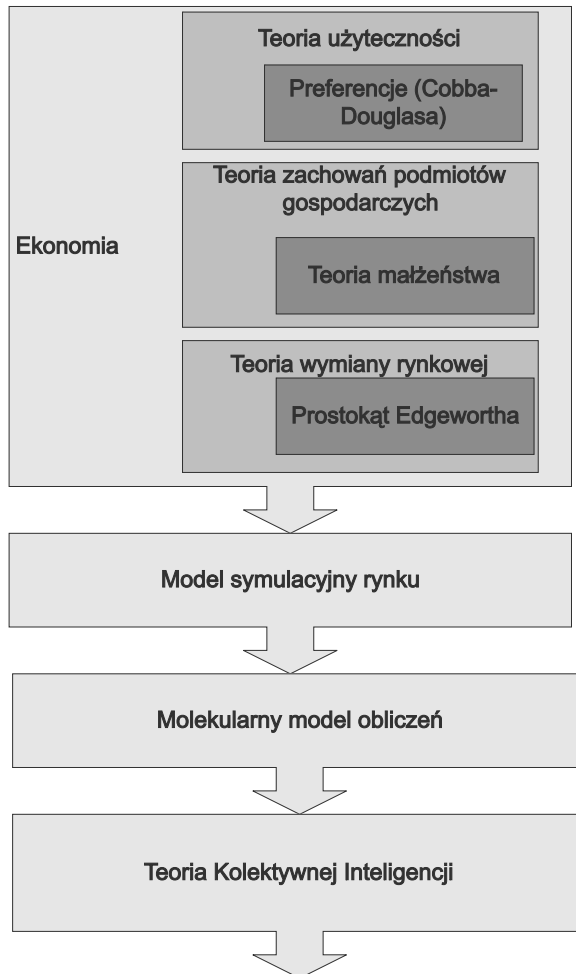 Teoria użyteczności
Preferencje (Cobba-
Douglasa)
Teoria zachowań podmiotów
gospodarczych
Ekonomia
Teoria małżeństwa
Teoria wymiany rynkowej
Prostokąt Edgewortha
Model symulacyjny rynku
Molekularny model obliczeń
Teoria Kolektywnej Inteligencji